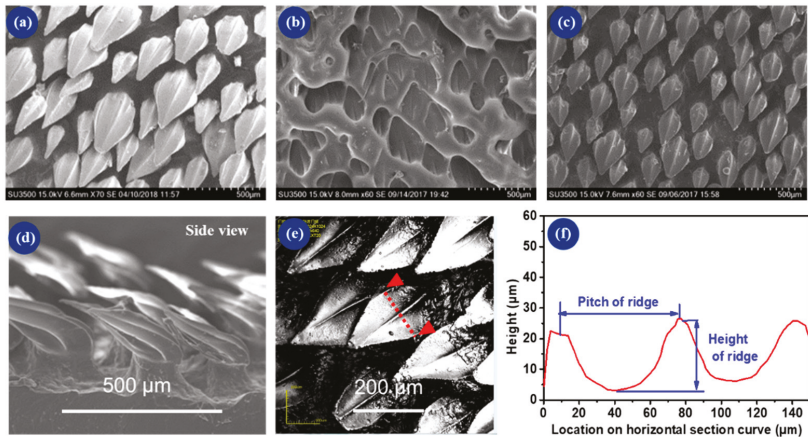 (a)
SU3500 15.0kV 6.6mm X70 SE 04/10/2018 11:57
500µm
(b)
SU3500 15.0kV 8.0mm x60 SE 09/14/2017 19:42
500µm
(c)
SU3500 15.0kV 7.6mm x60 SE 09/06/2017 15:58
500µm
(d)
Side view
500 µm
(e)
200 µm
(f)
Height (µm)
60
50
40
30
20
10
0
Pitch of ridge
Height
of ridge
0 20 40 60 80 100 120 140
Location on horizontal section curve (µm)